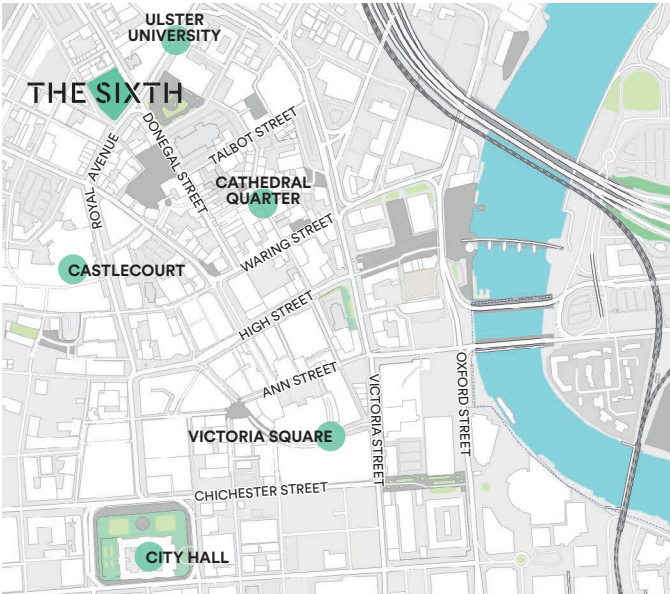 ULSTER
UNIVERSITY
THE SIXTH
DONEGAL STREET
TALBOT STREET
ROYAL AVENUE
CATHEDRAL
QUARTER
WARING STREET
CASTLECOURT
HIGH STREET
ANN STREET
VICTORIA STREET
OXFORD STREET
VICTORIA SQUARE
CHICHESTER STREET
CITY HALL